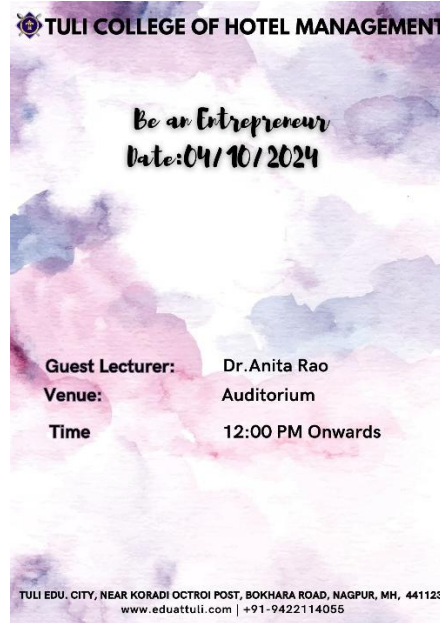 TULI COLLEGE OF HOTEL MANAGEMENT
Be an Entrepreneur
Date:04/10/2024
Guest Lecturer: Dr.Anita Rao
Venue: Auditorium
Time 12:00 PM Onwards
TULI EDU. CITY, NEAR KORADI OCTROI POST, BOKHARA ROAD, NAGPUR, MH, 441123
www.eduattuli.com | +91-9422114055